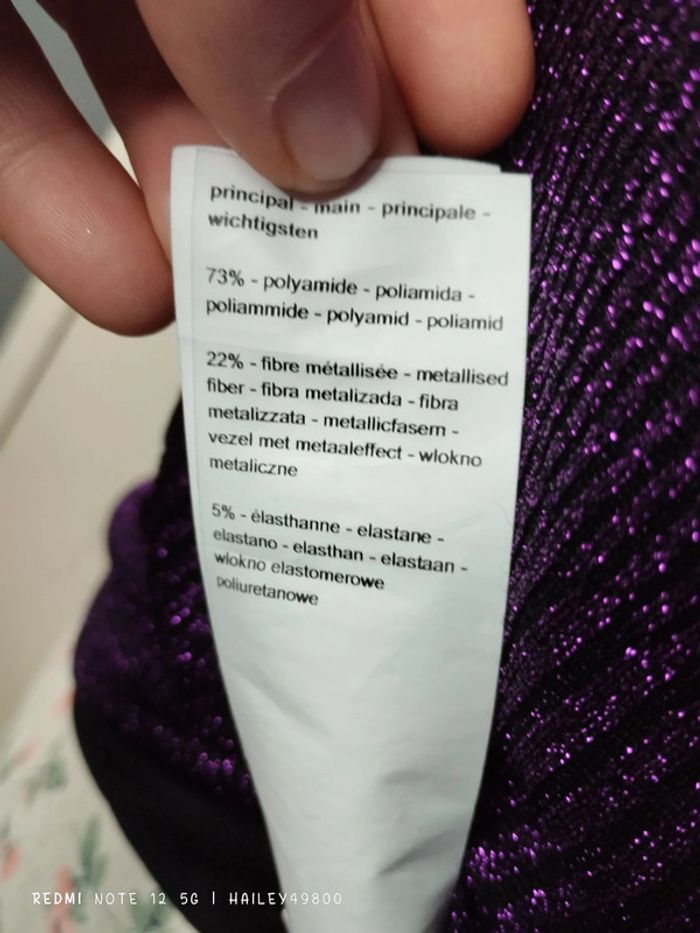 principal - main - principale -
wichtigsten
73% - polyamide - poliamida -
poliammide - polyamid - poliamid
22% - fibre métallisée - metallised
fiber - fibra metalizada - fibra
metalizzata - metallicfasern -
vezel met metaaleffect - wlokno
metaliczne
5% - élasthanne - elastane -
elastano - elasthan - elastaan -
wlokno elastomerowe
poliuretanowe
REDMI NOTE 12 5G | HAILEY49800